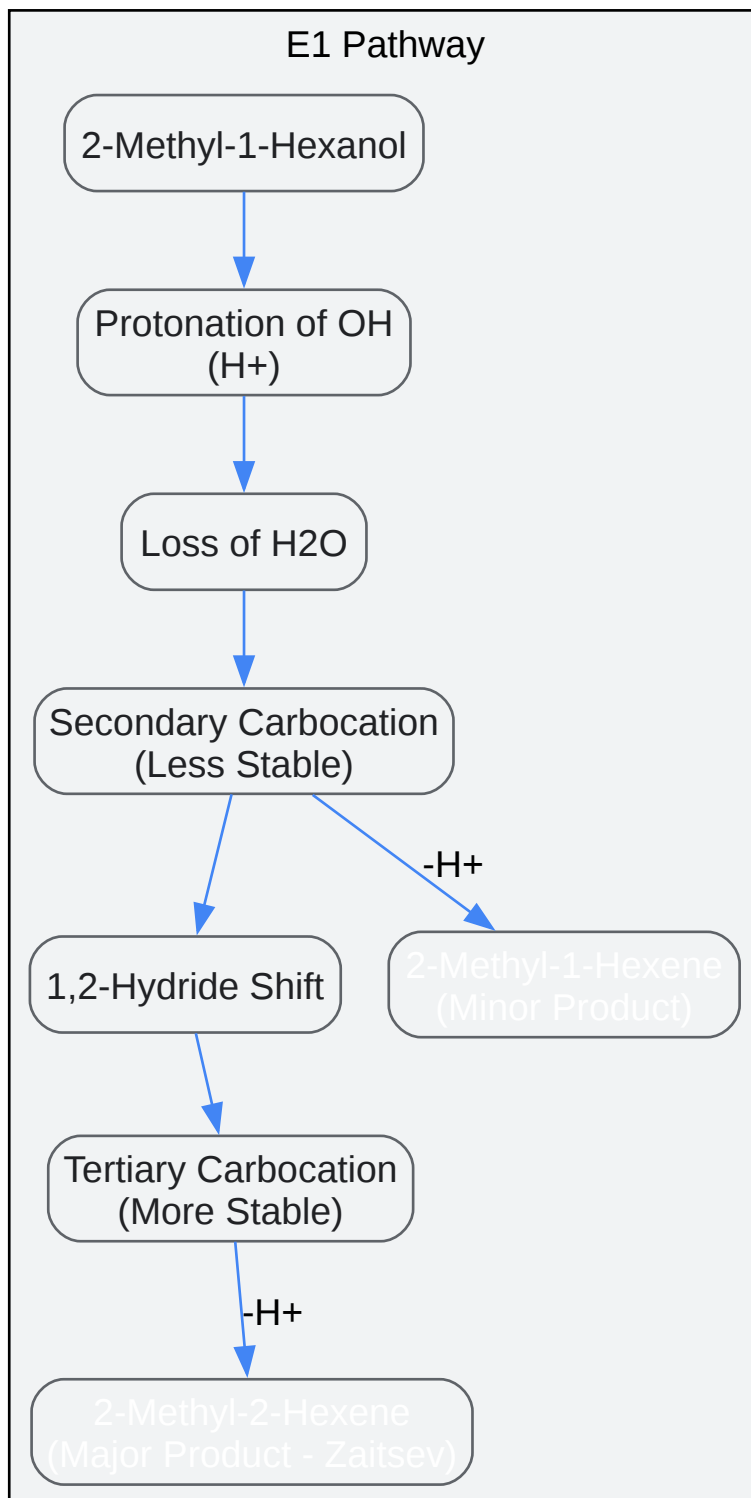 E1 Pathway
2-Methyl-1-Hexanol
Protonation of OH
(H+)
Loss of H2O
Secondary Carbocation
(Less Stable)
-H+
1,2-Hydride Shift
2-Methyl-1-Hexene
(Minor Product)
Tertiary Carbocation
(More Stable)
-H+
2-Methyl-2-Hexene
(Major Product - Zaitsev)